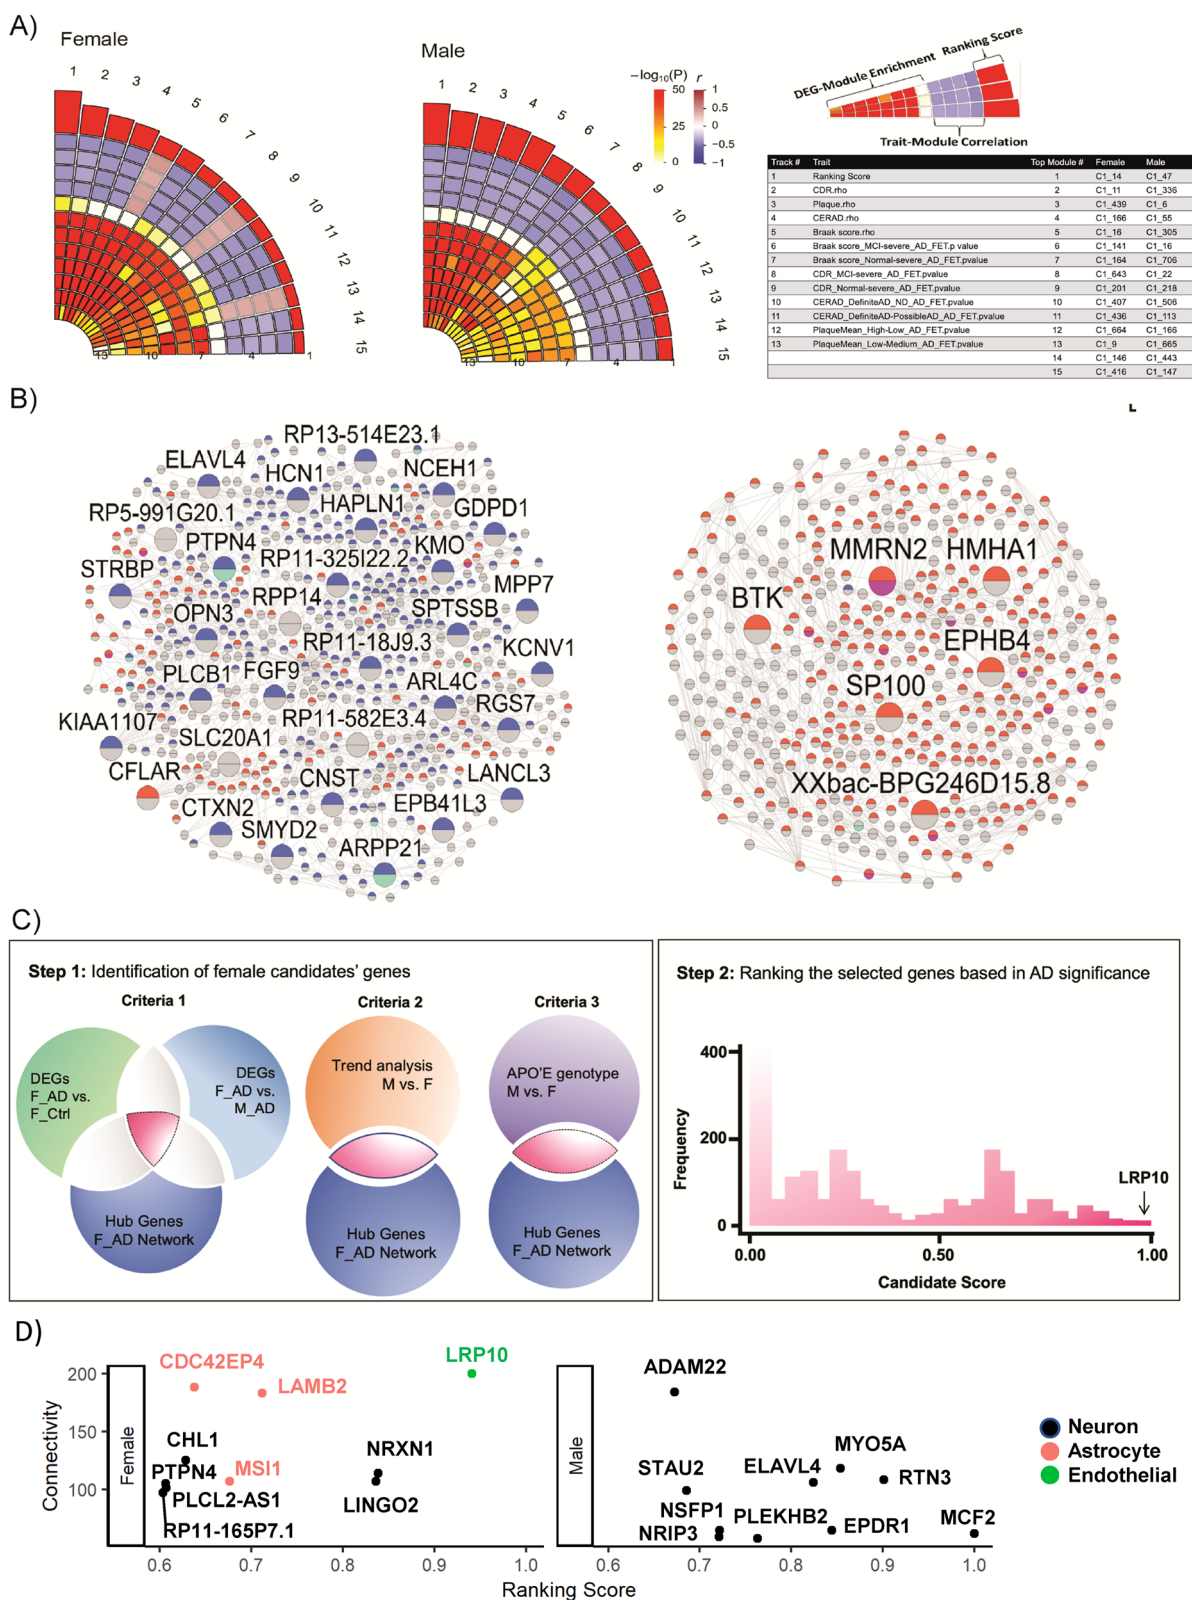 A)
Female
1
2
3
4
5
6
7
8
9
10
11
12
13
14
15
13
10
7
4
1
Male
1
2
3
4
5
6
7
8
9
10
11
12
13
14
15
13
10
7
4
1
−log₁₀(P) r
50
25
0
1
0.5
0
−0.5
−1
DEG-Module Enrichment
Ranking Score
Trait-Module Correlation
Track # Trait Top Module # Female Male
1 Ranking Score 1 C1_14 C1_47
2 CDR.rho 2 C1_11 C1_336
3 Plaque.rho 3 C1_439 C1_6
4 CERAD.rho 4 C1_166 C1_55
5 Braak score.rho 5 C1_16 C1_305
6 Braak score_MCI-severe_AD_FET.p value 6 C1_141 C1_16
7 Braak score_Normal-severe_AD_FET.pvalue 7 C1_164 C1_706
8 CDR_MCI-severe_AD_FET.pvalue 8 C1_643 C1_22
9 CDR_Normal-severe_AD_FET.pvalue 9 C1_201 C1_218
10 CERAD_DefiniteAD_ND_AD_FET.pvalue 10 C1_407 C1_506
11 CERAD_DefiniteAD-PossibleAD_AD_FET.pvalue 11 C1_436 C1_113
12 PlaqueMean_High-Low_AD_FET.pvalue 12 C1_664 C1_166
13 PlaqueMean_Low-Medium_AD_FET.pvalue 13 C1_9 C1_665
14 C1_146 C1_443
15 C1_416 C1_147
B)
RP13-514E23.1
ELAVL4
HCN1
NCEH1
HAPLN1
GDPD1
RP5-991G20.1
PTPN4
KMO
RP11-325I22.2
STRBP
MPP7
RPP14
SPTSSB
OPN3
RP11-18J9.3
KCNV1
PLCB1
FGF9
ARL4C
RGS7
RP11-582E3.4
KIAA1107
SLC20A1
CFLAR
CNST
LANCL3
CTXN2
EPB41L3
SMYD2
ARPP21
MMRN2
HMHA1
BTK
EPHB4
SP100
XXbac-BPG246D15.8
C)
Step 1: Identification of female candidates' genes
Criteria 1
Criteria 2
Criteria 3
DEGs
F_AD vs.
F_Ctrl
DEGs
F_AD vs.
M_AD
Hub Genes
F_AD Network
Trend analysis
M vs. F
Hub Genes
F_AD Network
APO'E genotype
M vs. F
Hub Genes
F_AD Network
Step 2: Ranking the selected genes based in AD significance
Frequency
400
200
0
LRP10
0.00
0.50
1.00
Candidate Score
D)
Connectivity
200
150
100
Female
CDC42EP4
LRP10
LAMB2
CHL1
NRXN1
PTPN4
MSI1
PLCL2-AS1
LINGO2
RP11-165P7.1
0.6
0.7
0.8
0.9
1.0
Male
ADAM22
MYO5A
STAU2
ELAVL4
RTN3
NSFP1
PLEKHB2
EPDR1
MCF2
NRIP3
0.6
0.7
0.8
0.9
1.0
Ranking Score
Neuron
Astrocyte
Endothelial